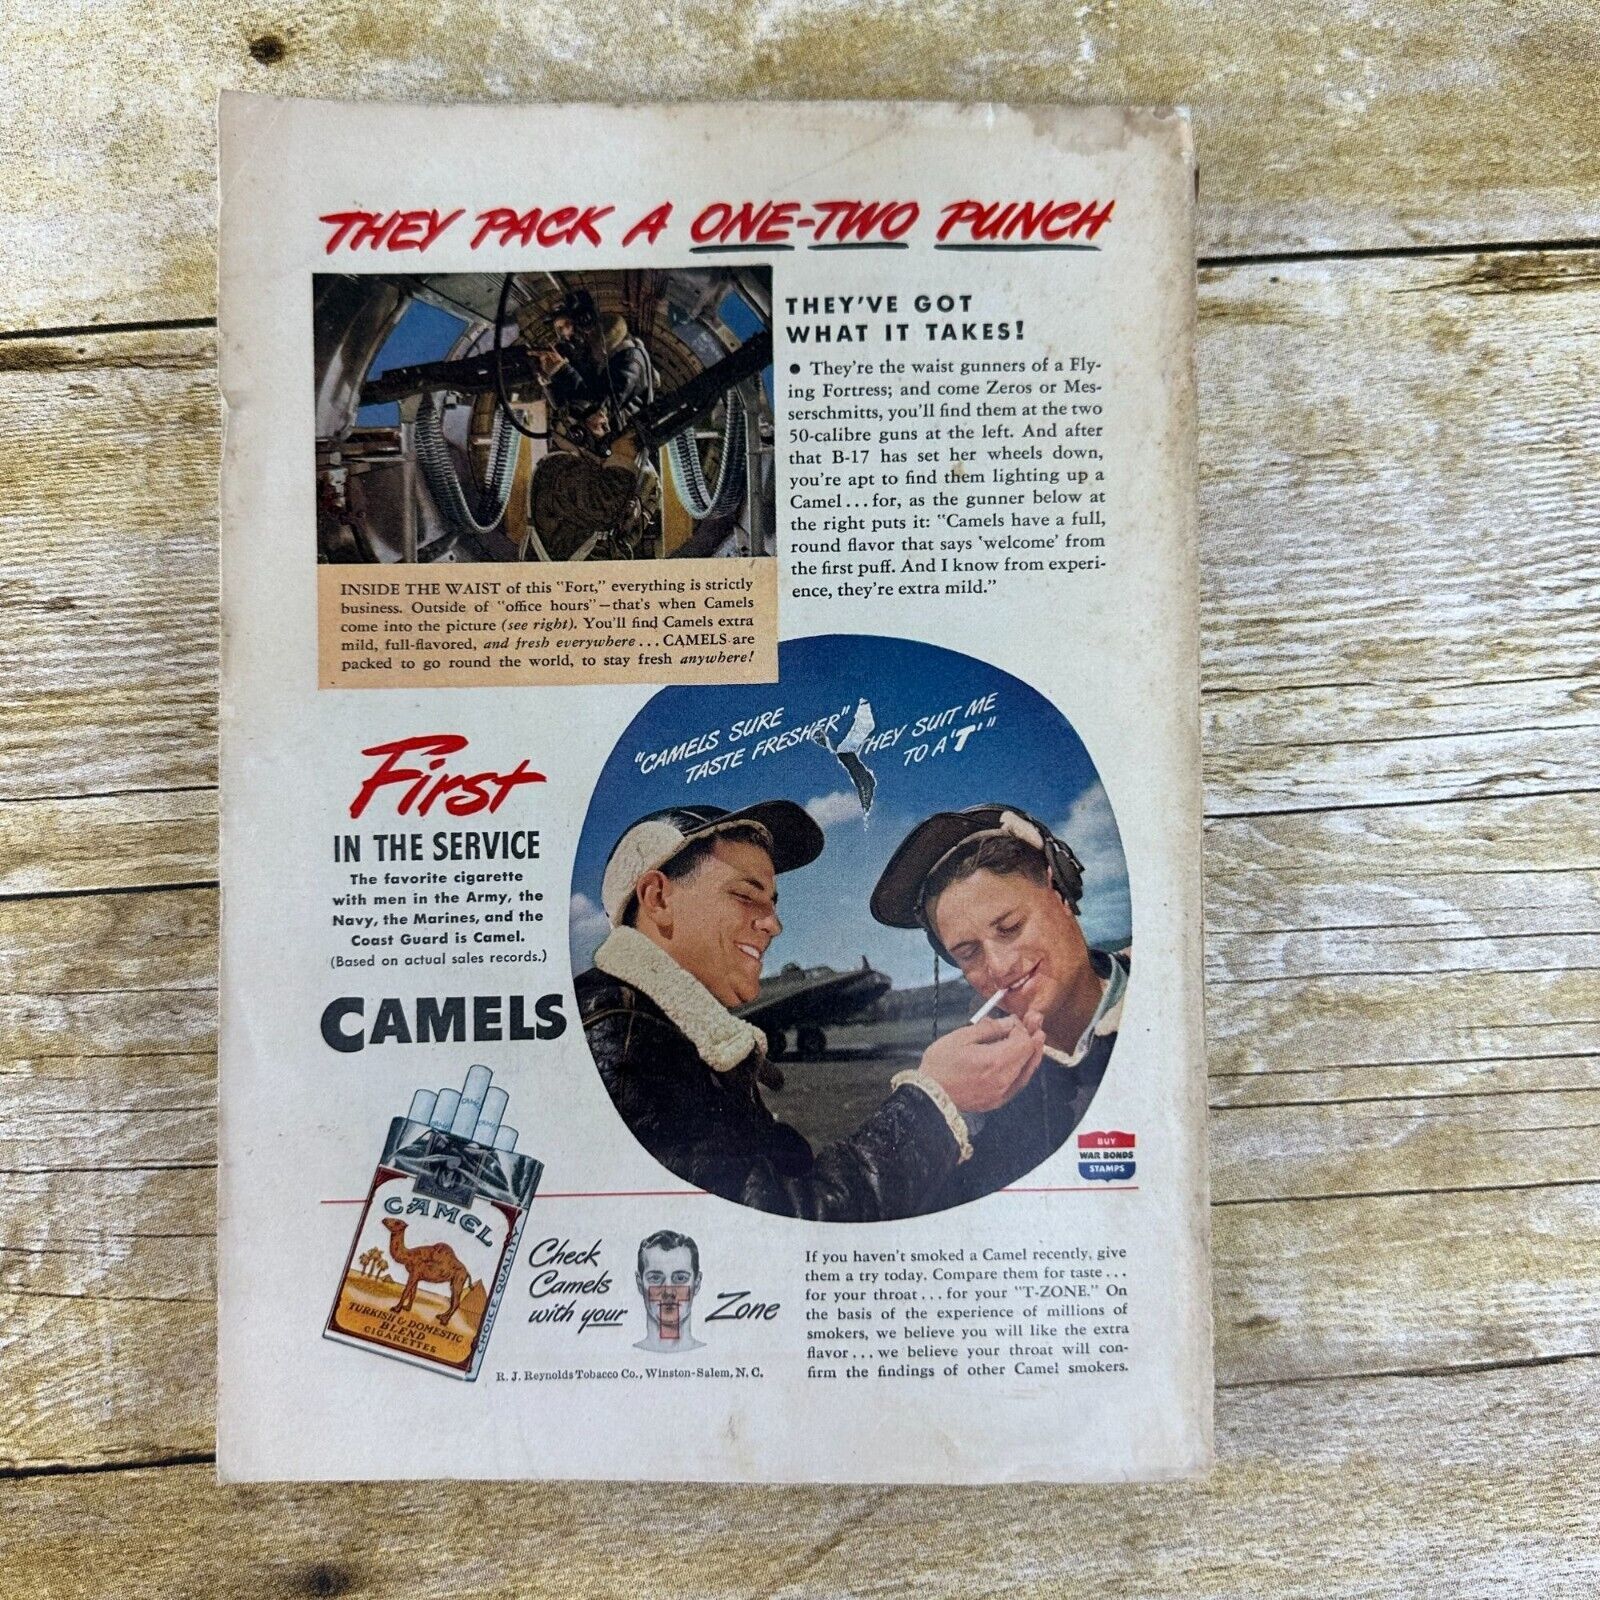 THEY PACK A ONE-TWO PUNCH
THEY'VE GOT
WHAT IT TAKES!
• They're the waist gunners of a Fly-
ing Fortress; and come Zeros or Mes-
serschmitts, you'll find them at the two
50-calibre guns at the left. And after
that B-17 has set her wheels down,
you're apt to find them lighting up a
Camel...for, as the gunner below at
the right puts it: "Camels have a full,
round flavor that says 'welcome' from
the first puff. And I know from experi-
ence, they're extra mild."
INSIDE THE WAIST of this "Fort," everything is strictly
business. Outside of "office hours"—that's when Camels
come into the picture (see right). You'll find Camels extra
mild, full-flavored, and fresh everywhere...CAMELS are
packed to go round the world, to stay fresh anywhere!
"CAMELS SURE
TASTE FRESHER"
THEY SUIT ME
TO A 'T'"
First
IN THE SERVICE
The favorite cigarette
with men in the Army, the
Navy, the Marines, and the
Coast Guard is Camel.
(Based on actual sales records.)
CAMELS
CAMEL
TURKISH & DOMESTIC
BLEND
CIGARETTES
CHOICE QUALITY
BUY
WAR BONDS
STAMPS
Check
Camels
with your
Zone
If you haven't smoked a Camel recently, give
them a try today. Compare them for taste...
for your throat...for your "T-ZONE." On
the basis of the experience of millions of
smokers, we believe you will like the extra
flavor...we believe your throat will con-
firm the findings of other Camel smokers.
R. J. Reynolds Tobacco Co., Winston-Salem, N. C.